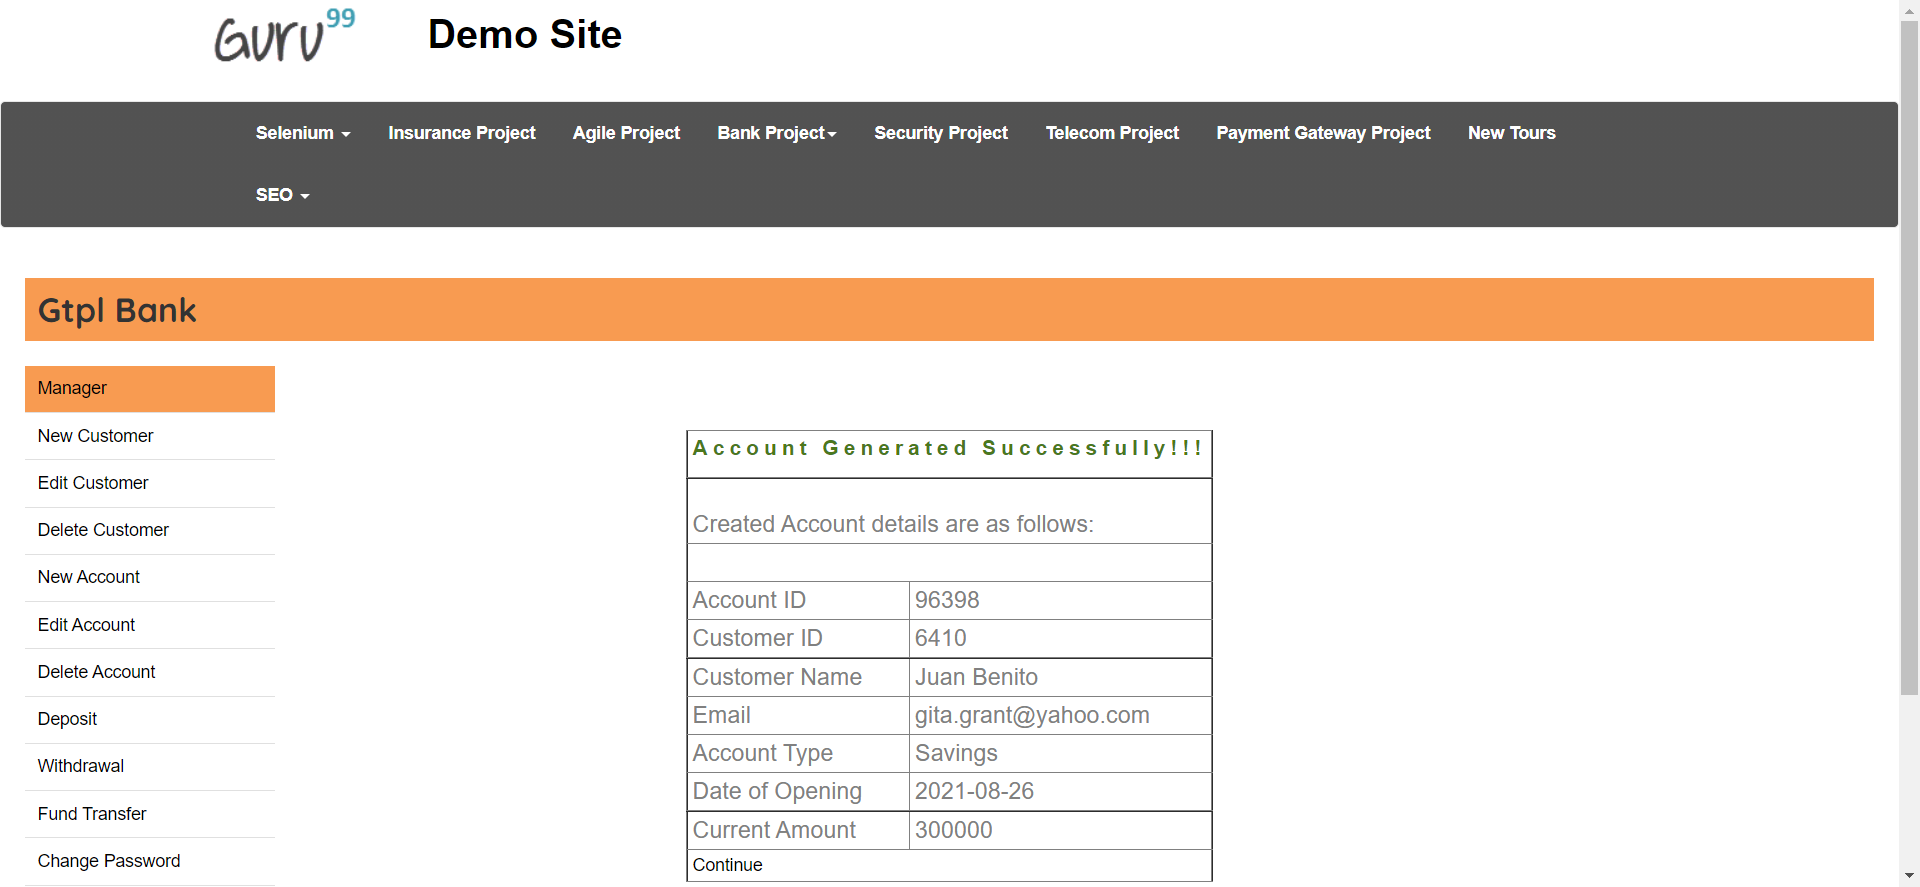 Guru99 Demo Site
Selenium Insurance Project Agile Project Bank Project Security Project Telecom Project Payment Gateway Project New Tours
SEO
Gtpl Bank
Manager
New Customer
Edit Customer
Delete Customer
New Account
Edit Account
Delete Account
Deposit
Withdrawal
Fund Transfer
Change Password
Account Generated Successfully!!!
Created Account details are as follows:
Account ID 96398
Customer ID 6410
Customer Name Juan Benito
Email gita.grant@yahoo.com
Account Type Savings
Date of Opening 2021-08-26
Current Amount 300000
Continue